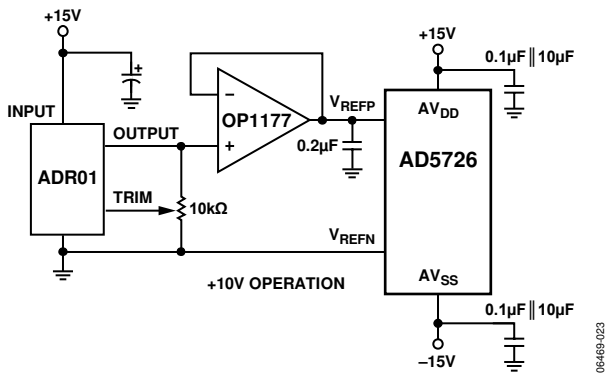 +15V
+15V
0.1µF || 10µF
+
INPUT
–
OP1177
+
VREFP
AVDD
OUTPUT
0.2µF
AD5726
ADR01
TRIM
10kΩ
VREFN
+10V OPERATION
AVSS
0.1µF || 10µF
–15V
06469-023